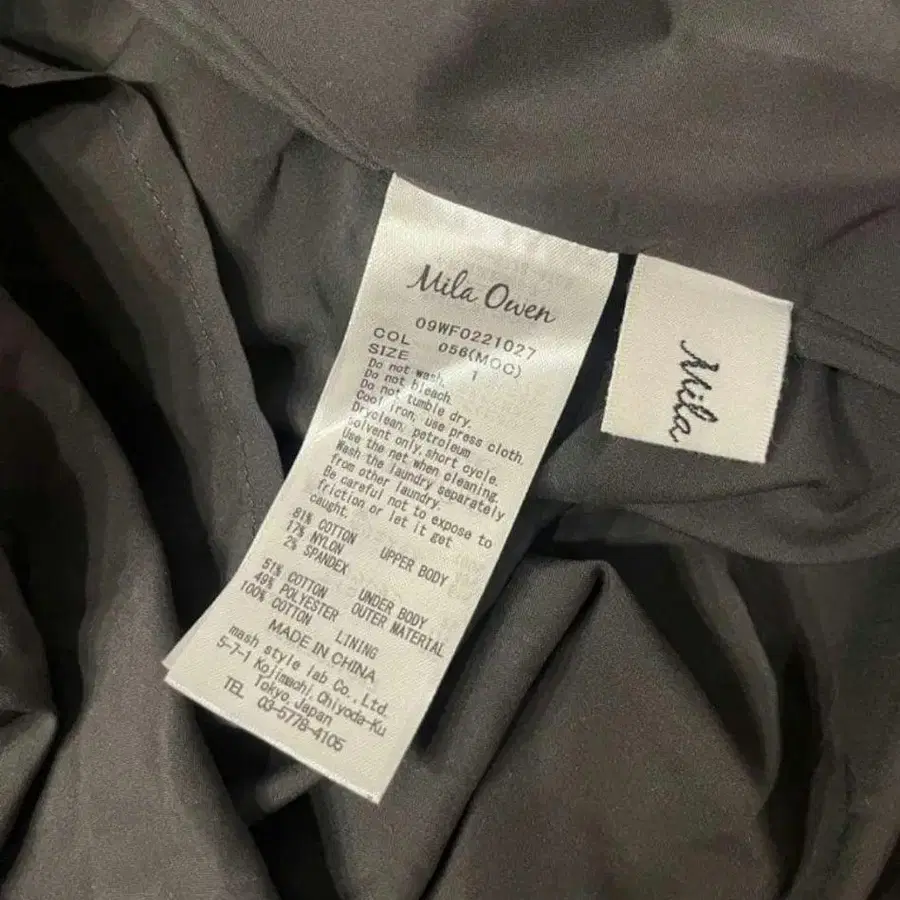 Mila Owen
09WF0221027
COL 056(MOC)
SIZE 1
Do not wash.
Do not bleach.
Do not tumble dry.
Cool iron, use press cloth.
Dryclean, petroleum
solvent only,short cycle.
Use the net when cleaning.
Wash the laundry separately
from other laundry.
Be careful not to expose to
friction or let it get
caught.
81% COTTON UPPER BODY
17% NYLON
2% SPANDEX
51% COTTON UNDER BODY
49% POLYESTER OUTER MATERIAL
100% COTTON LINING
MADE IN CHINA
mash style lab Co.,Ltd.
5-7-1 Kojimachi,Chiyoda-Ku
Tokyo,Japan
TEL 03-5778-4105
Mila